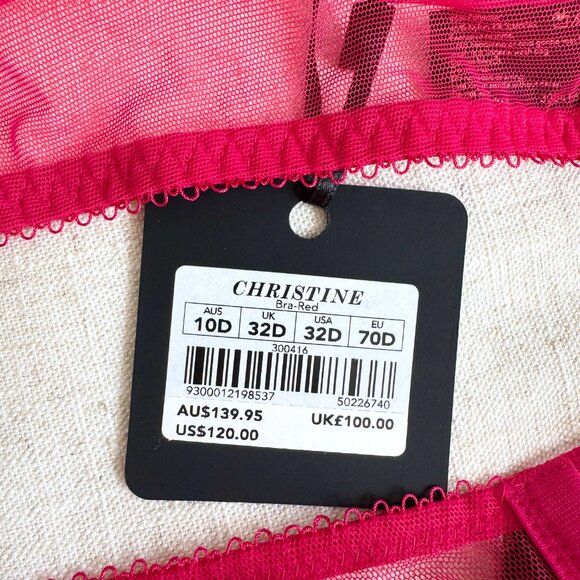 CHRISTINE
Bra-Red
AUS UK USA EU
10D 32D 32D 70D
300416
9300012198537 50226740
AU$139.95 UK£100.00
US$120.00